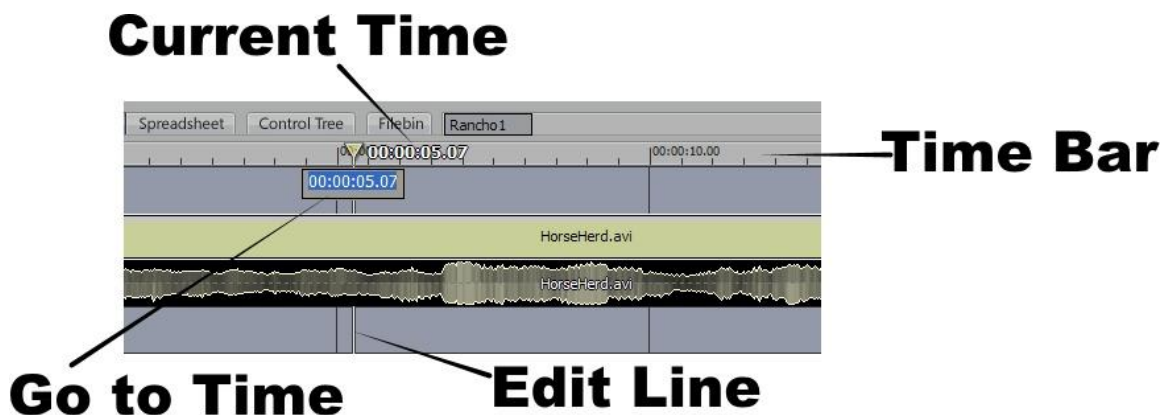 Current Time
Spreadsheet Control Tree Filebin Rancho1
00:00:05.07 00:00:10.00
Time Bar
00:00:05.07
HorseHerd.avi
HorseHerd.avi
Go to Time
Edit Line